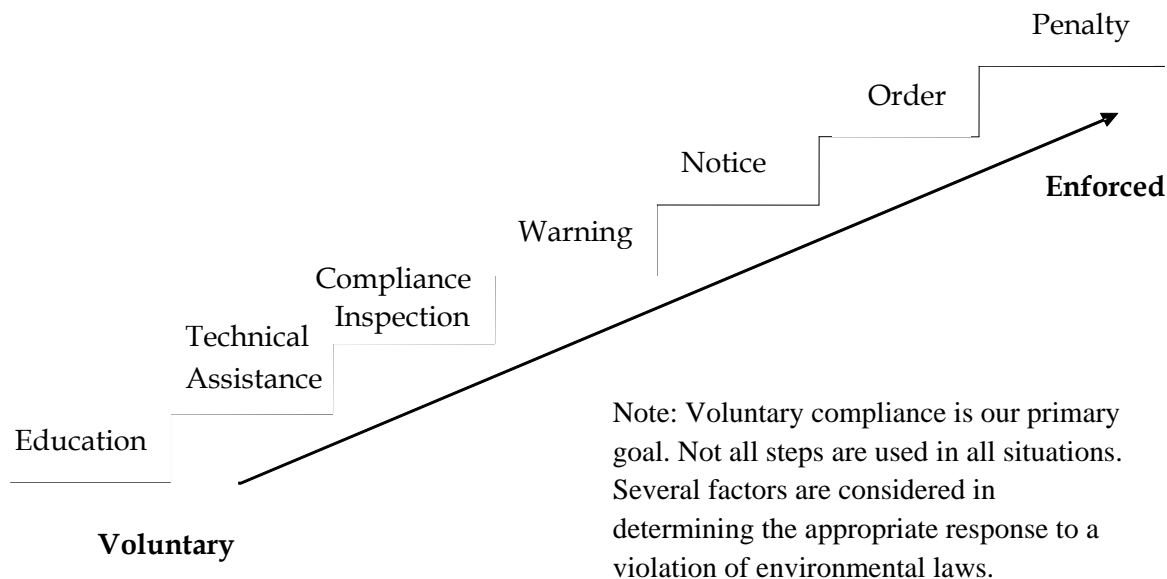 Penalty
Order
Notice
Enforced
Warning
Compliance
Inspection
Technical
Assistance
Education
Voluntary
Note: Voluntary compliance is our primary
goal. Not all steps are used in all situations.
Several factors are considered in
determining the appropriate response to a
violation of environmental laws.